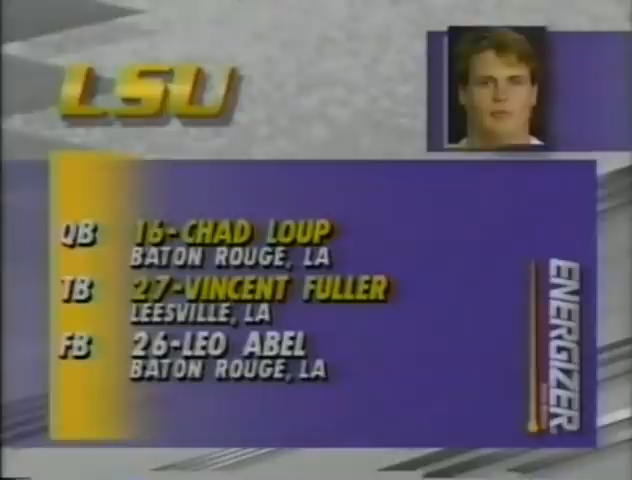 LSU
QB 16-CHAD LOUP
BATON ROUGE, LA
TB 27-VINCENT FULLER
LEESVILLE, LA
FB 26-LEO ABEL
BATON ROUGE, LA
ENERGIZER